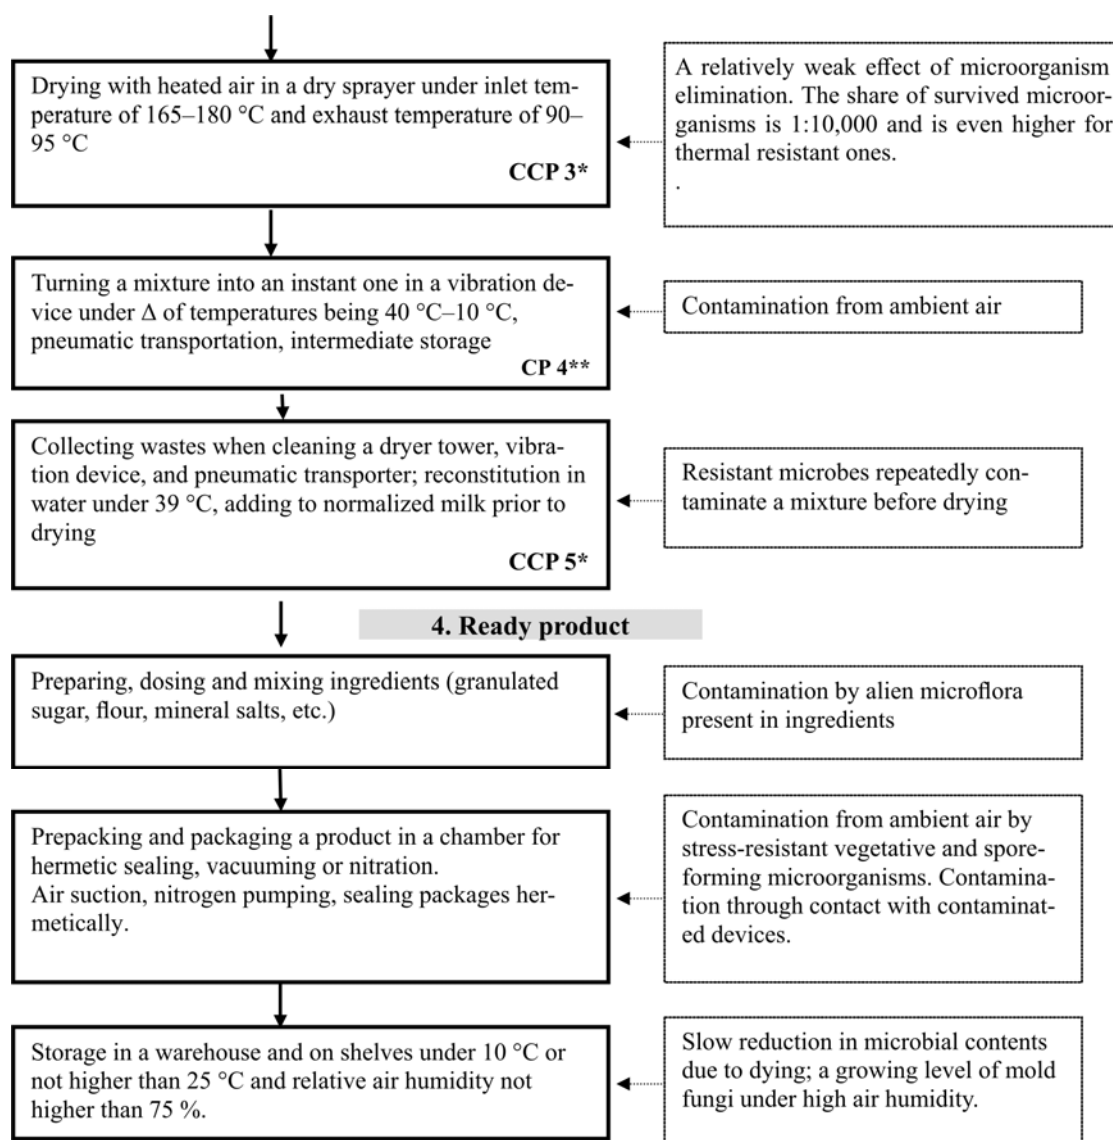 Drying with heated air in a dry sprayer under inlet tem-
perature of 165–180 °C and exhaust temperature of 90–
95 °C
CCP 3*
A relatively weak effect of microorganism
elimination. The share of survived microor-
ganisms is 1:10,000 and is even higher for
thermal resistant ones.
.
Turning a mixture into an instant one in a vibration de-
vice under Δ of temperatures being 40 °C–10 °C,
pneumatic transportation, intermediate storage
CP 4**
Contamination from ambient air
Collecting wastes when cleaning a dryer tower, vibra-
tion device, and pneumatic transporter; reconstitution in
water under 39 °C, adding to normalized milk prior to
drying
CCP 5*
Resistant microbes repeatedly con-
taminate a mixture before drying
4. Ready product
Preparing, dosing and mixing ingredients (granulated
sugar, flour, mineral salts, etc.)
Contamination by alien microflora
present in ingredients
Prepacking and packaging a product in a chamber for
hermetic sealing, vacuuming or nitration.
Air suction, nitrogen pumping, sealing packages her-
metically.
Contamination from ambient air by
stress-resistant vegetative and spore-
forming microorganisms. Contamina-
tion through contact with contaminat-
ed devices.
Storage in a warehouse and on shelves under 10 °C or
not higher than 25 °C and relative air humidity not
higher than 75 %.
Slow reduction in microbial contents
due to dying; a growing level of mold
fungi under high air humidity.